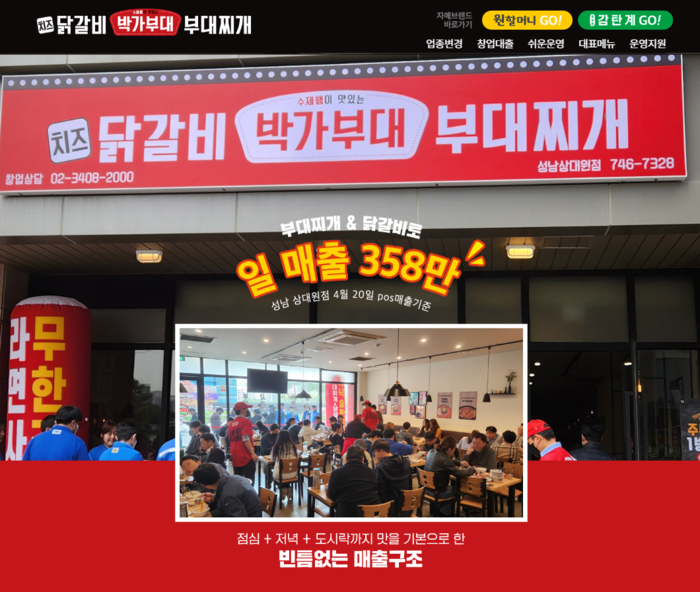 치즈 닭갈비 박가부대 부대찌개
자매브랜드
바로가기
원할머니 GO!
감탄계 GO!
업종변경 창업대출 쉬운운영 대표메뉴 운영지원
수제햄이 맛있는
치즈 닭갈비 박가부대 부대찌개
창업상담 02-3408-2000
성남상대원점 746-7328
부대찌개 & 닭갈비로
일 매출 358만
성남 상대원점 4월 20일 pos매출기준
무한
라면사
점심 + 저녁 + 도시락까지 맛을 기본으로 한
빈틈없는 매출구조